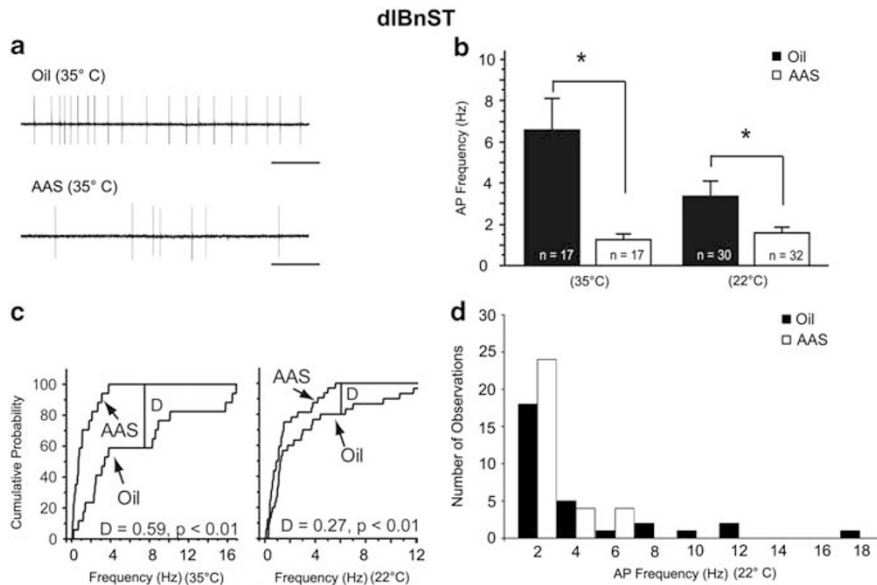 dlBnST
a
Oil (35° C)
AAS (35° C)
b
AP Frequency (Hz)
10
8
6
4
2
0
*
*
Oil
AAS
n = 17
n = 17
n = 30
n = 32
(35°C)
(22°C)
c
Cumulative Probability
100
80
60
40
20
0
AAS
D
Oil
D = 0.59, p < 0.01
0 4 8 12 16
Frequency (Hz) (35°C)
AAS
D
Oil
D = 0.27, p < 0.01
0 4 8 12
Frequency (Hz) (22°C)
d
Number of Observations
30
25
20
15
10
5
0
Oil
AAS
2 4 6 8 10 12 14 16 18
AP Frequency (Hz) (22° C)